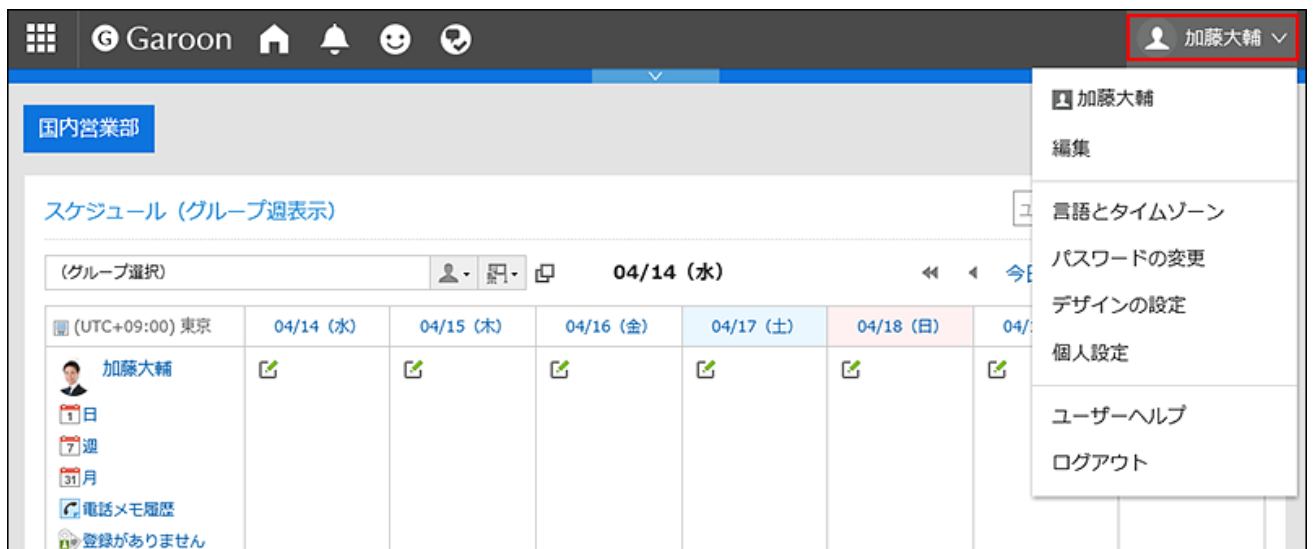 Garoon
加藤大輔
加藤大輔
編集
言語とタイムゾーン
パスワードの変更
デザインの設定
個人設定
ユーザーヘルプ
ログアウト
国内営業部
スケジュール（グループ週表示）
（グループ選択）
04/14（水）
(UTC+09:00) 東京
04/14（水）
04/15（木）
04/16（金）
04/17（土）
04/18（日）
04/
加藤大輔
1 日
7 週
31 月
電話メモ履歴
登録がありません